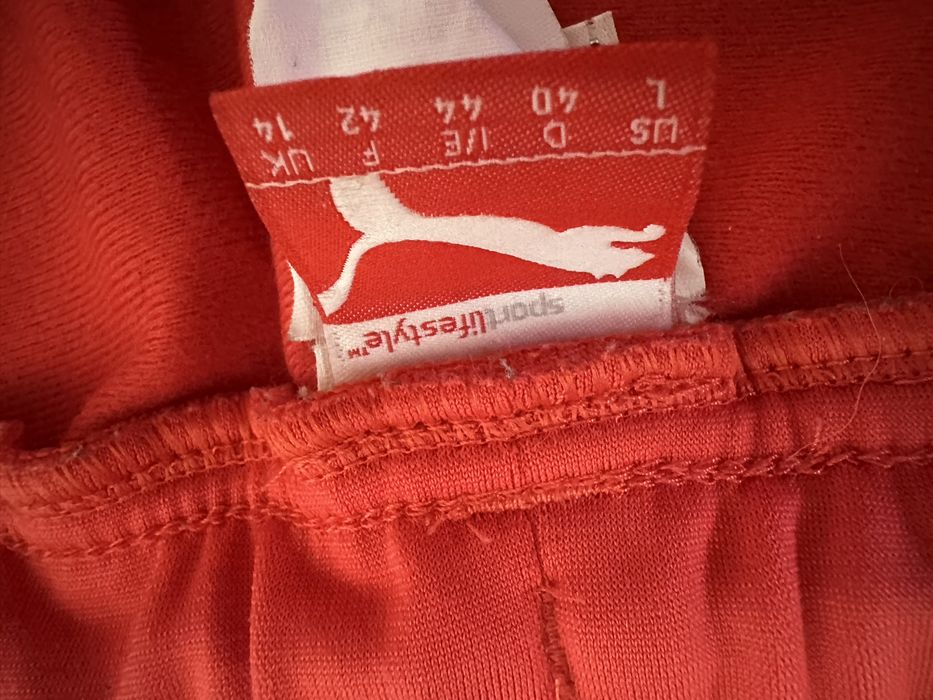 sportlifestyle™
US D I/E F UK
L 40 44 42 14